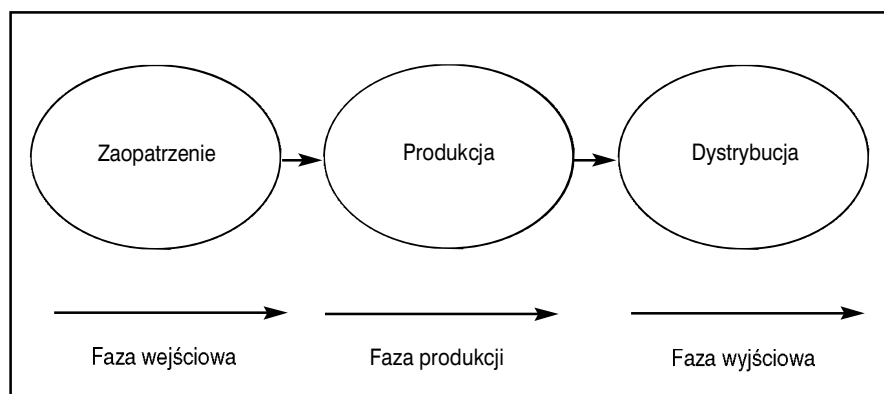 Zaopatrzenie
Produkcja
Dystrybucja
Faza wejściowa
Faza produkcji
Faza wyjściowa